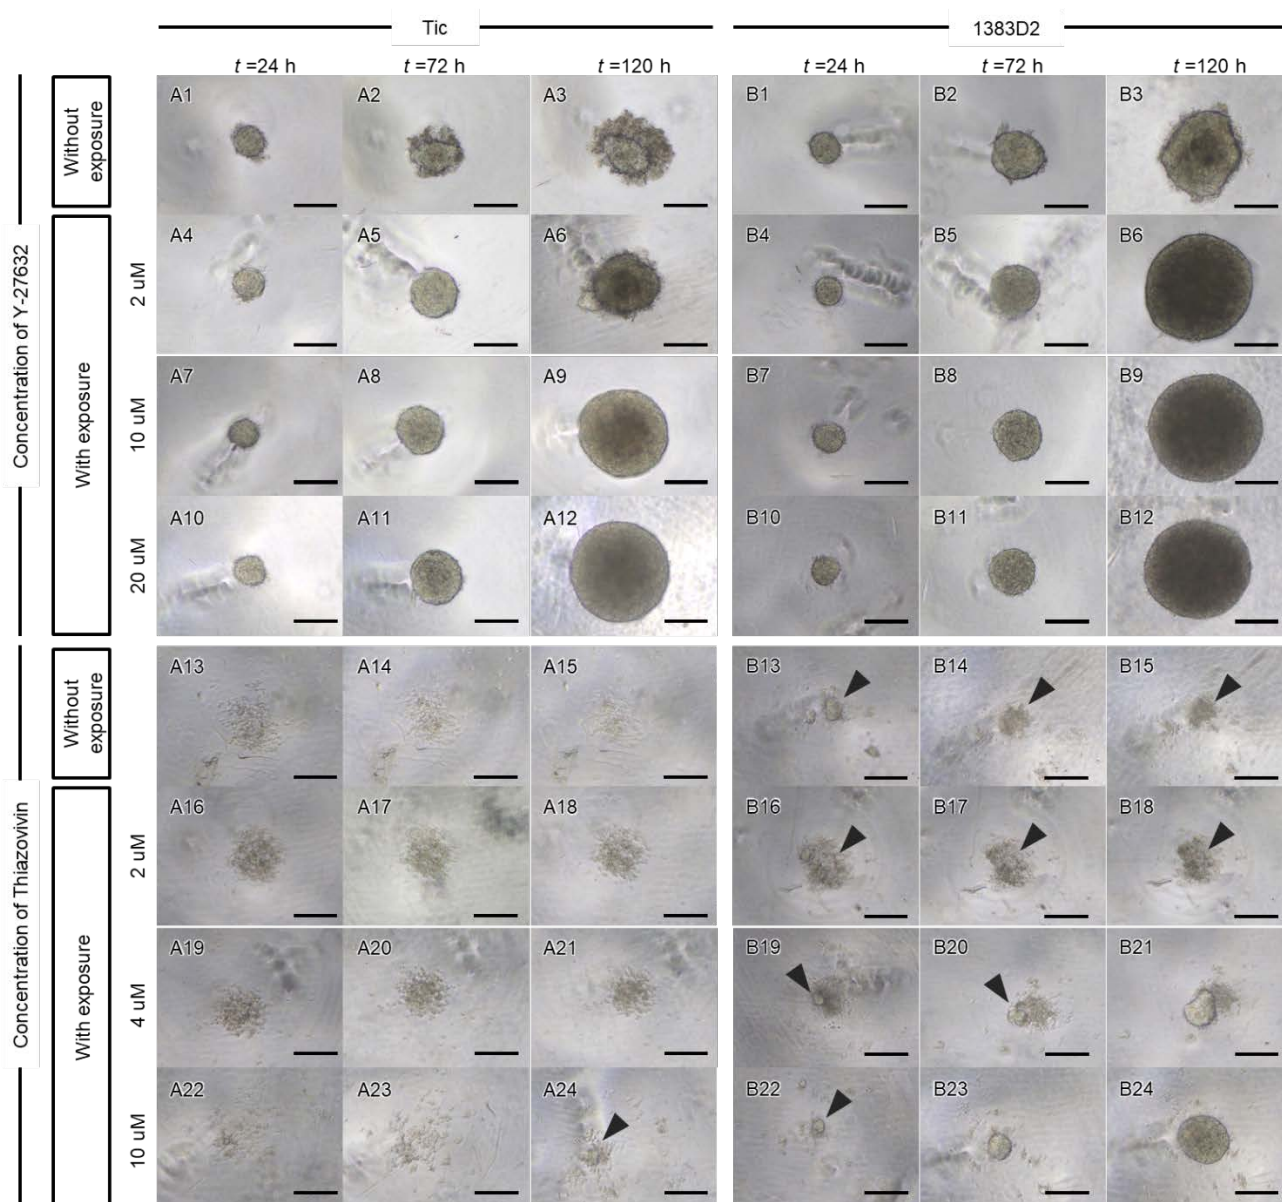 Tic
1383D2
t =24 h
t =72 h
t =120 h
t =24 h
t =72 h
t =120 h
Concentration of Y-27632
Without
exposure
A1
A2
A3
B1
B2
B3
With exposure
2 uM
A4
A5
A6
B4
B5
B6
10 uM
A7
A8
A9
B7
B8
B9
20 uM
A10
A11
A12
B10
B11
B12
Concentration of Thiazovivin
Without
exposure
A13
A14
A15
B13
B14
B15
With exposure
2 uM
A16
A17
A18
B16
B17
B18
4 uM
A19
A20
A21
B19
B20
B21
10 uM
A22
A23
A24
B22
B23
B24